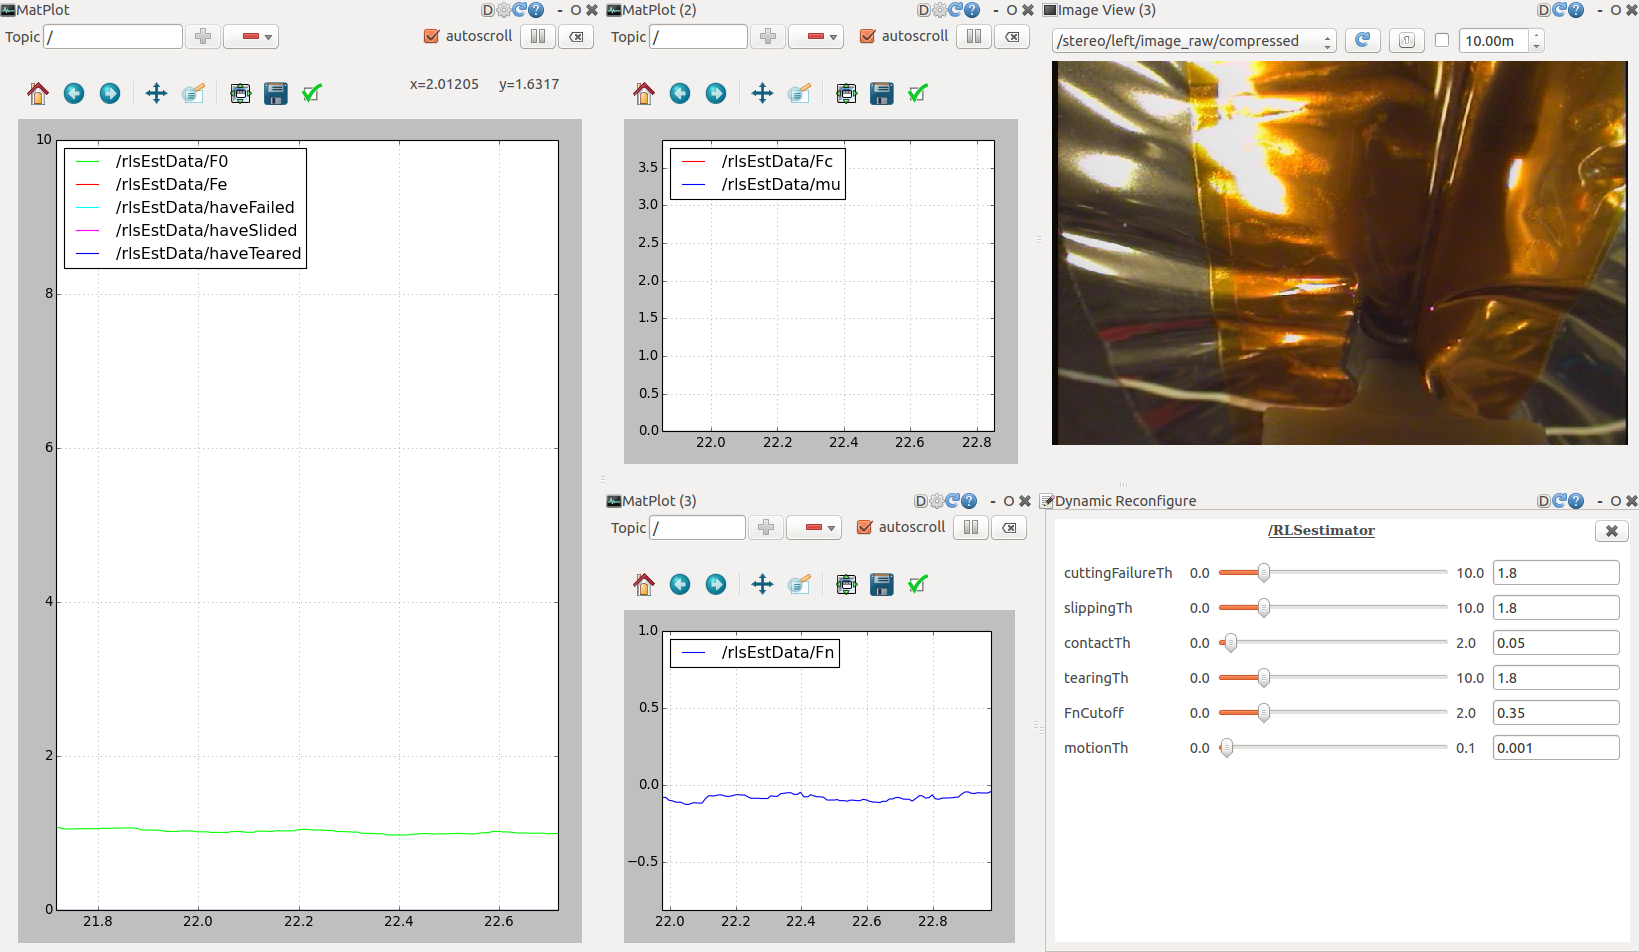 MatPlot
D
- O
Topic /
autoscroll
x=2.01205 y=1.6317
10
8
6
4
2
0
/rlsEstData/F0
/rlsEstData/Fe
/rlsEstData/haveFailed
/rlsEstData/haveSlided
/rlsEstData/haveTeared
21.8 22.0 22.2 22.4 22.6
MatPlot (2)
D
- O
Topic /
autoscroll
/rlsEstData/Fc
/rlsEstData/mu
3.5
3.0
2.5
2.0
1.5
1.0
0.5
0.0
22.0 22.2 22.4 22.6 22.8
MatPlot (3)
D
- O
Topic /
autoscroll
1.0
/rlsEstData/Fn
0.5
0.0
−0.5
22.0 22.2 22.4 22.6 22.8
Image View (3)
D
- O
/stereo/left/image_raw/compressed
10.00m
Dynamic Reconfigure
D
- O
/RLSestimator
cuttingFailureTh 0.0 10.0 1.8
slippingTh 0.0 10.0 1.8
contactTh 0.0 2.0 0.05
tearingTh 0.0 10.0 1.8
FnCutoff 0.0 2.0 0.35
motionTh 0.0 0.1 0.001